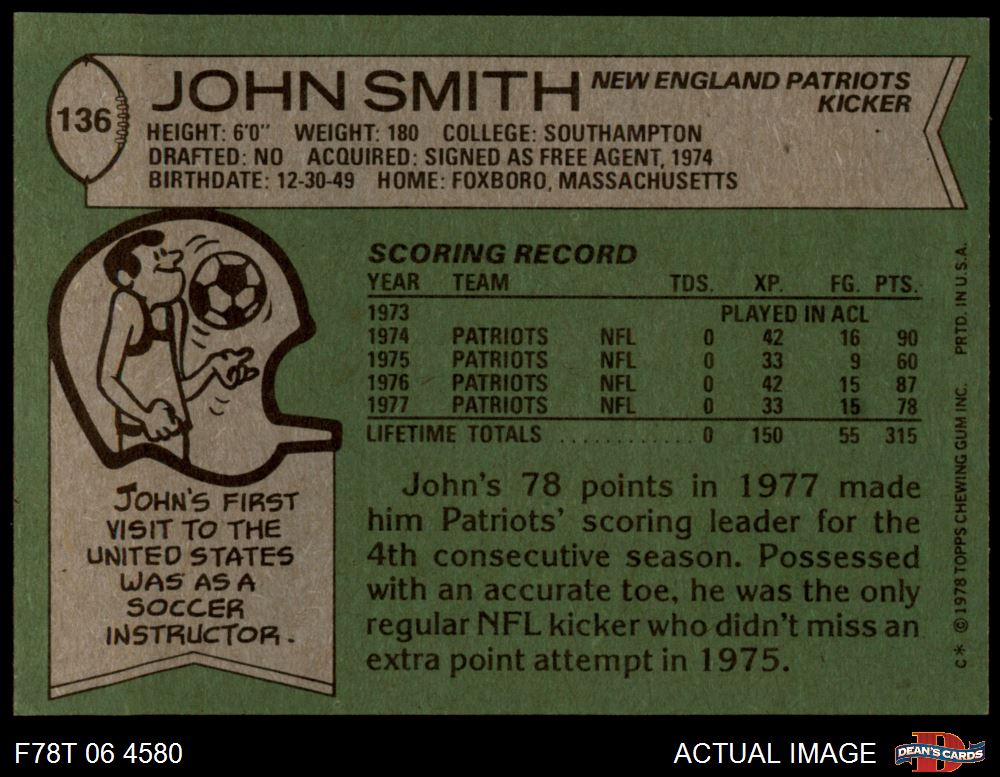 136
JOHN SMITH
NEW ENGLAND PATRIOTS
KICKER
HEIGHT: 6'0" WEIGHT: 180 COLLEGE: SOUTHAMPTON
DRAFTED: NO ACQUIRED: SIGNED AS FREE AGENT, 1974
BIRTHDATE: 12-30-49 HOME: FOXBORO, MASSACHUSETTS
SCORING RECORD
YEAR TEAM TDS. XP. FG. PTS.
1973 PLAYED IN ACL
1974 PATRIOTS NFL 0 42 16 90
1975 PATRIOTS NFL 0 33 9 60
1976 PATRIOTS NFL 0 42 15 87
1977 PATRIOTS NFL 0 33 15 78
LIFETIME TOTALS ............ 0 150 55 315
John's 78 points in 1977 made
him Patriots' scoring leader for the
4th consecutive season. Possessed
with an accurate toe, he was the only
regular NFL kicker who didn't miss an
extra point attempt in 1975.
JOHN'S FIRST
VISIT TO THE
UNITED STATES
WAS AS A
SOCCER
INSTRUCTOR.
C* © 1978 TOPPS CHEWING GUM INC. PRTD. IN U.S.A.
F78T 06 4580
ACTUAL IMAGE
D
DEAN'S CARDS